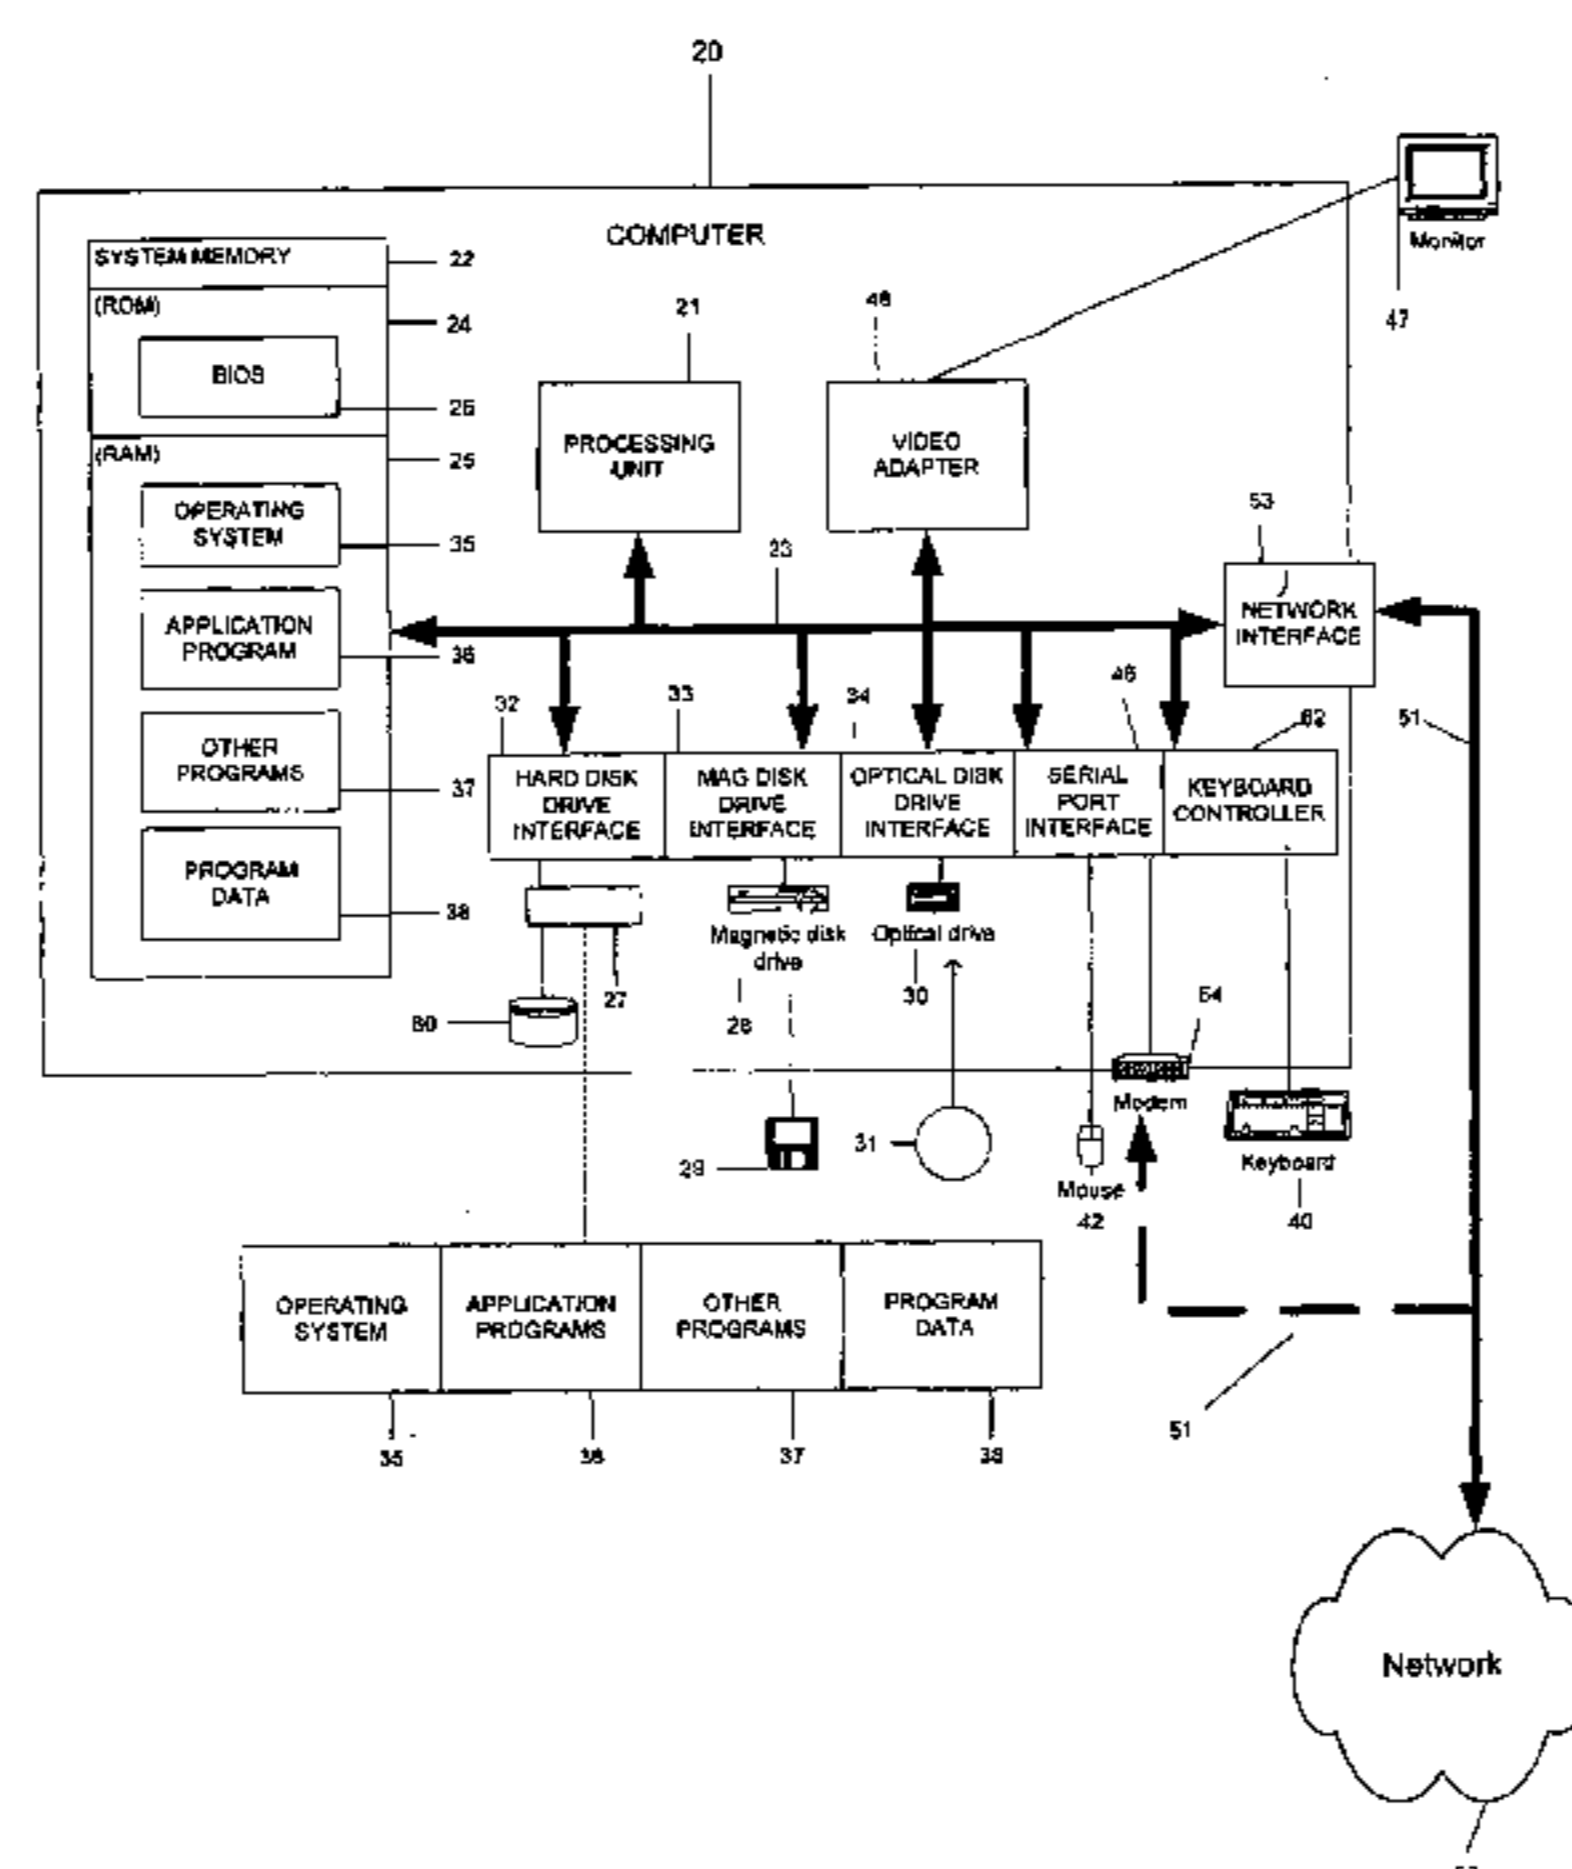 20
COMPUTER
SYSTEM MEMORY
22
(ROM)
24
BIOS
26
(RAM)
25
OPERATING
SYSTEM
35
APPLICATION
PROGRAM
36
OTHER
PROGRAMS
37
PROGRAM
DATA
38
21
PROCESSING
UNIT
48
VIDEO
ADAPTER
Monitor
47
23
53
NETWORK
INTERFACE
51
32
HARD DISK
DRIVE
INTERFACE
33
MAG DISK
DRIVE
INTERFACE
34
OPTICAL DISK
DRIVE
INTERFACE
46
SERIAL
PORT
INTERFACE
62
KEYBOARD
CONTROLLER
27
60
Magnetic disk
drive
28
Optical drive
30
54
Modem
29
31
Mouse
42
Keyboard
40
OPERATING
SYSTEM
APPLICATION
PROGRAMS
OTHER
PROGRAMS
PROGRAM
DATA
35
36
37
38
51
Network